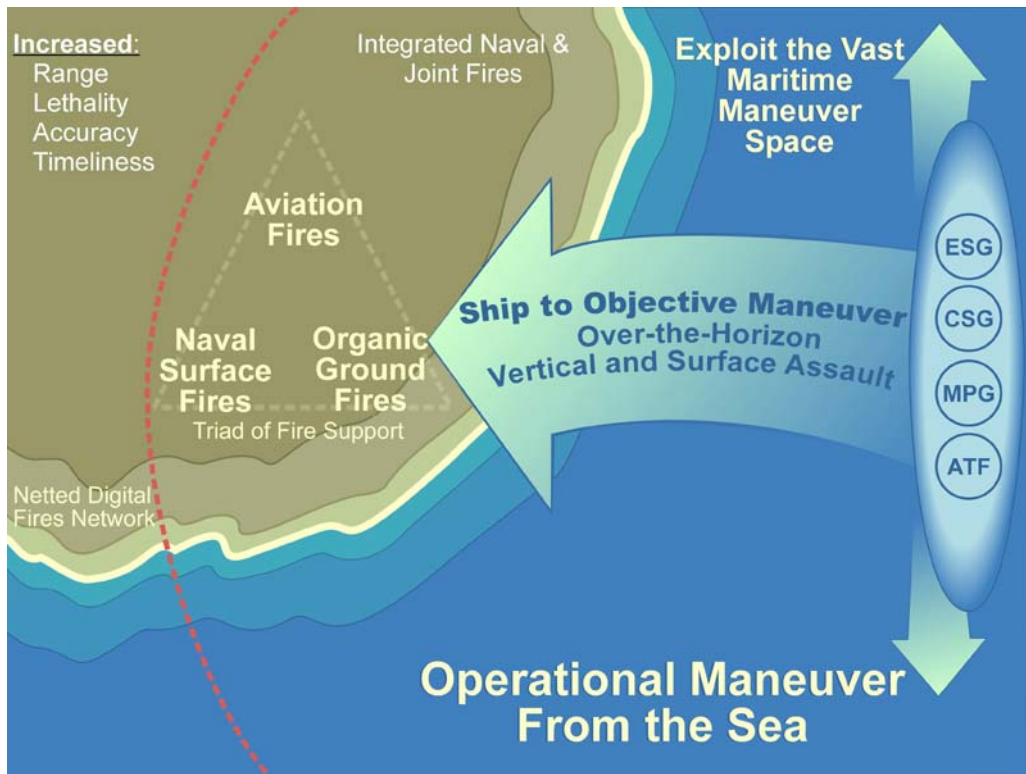 Increased:
Range
Lethality
Accuracy
Timeliness
Integrated Naval &
Joint Fires
Exploit the Vast
Maritime
Maneuver
Space
Aviation
Fires
Naval
Surface
Fires
Organic
Ground
Fires
Triad of Fire Support
Ship to Objective Maneuver
Over-the-Horizon
Vertical and Surface Assault
ESG
CSG
MPG
ATF
Netted Digital
Fires Network
Operational Maneuver
From the Sea